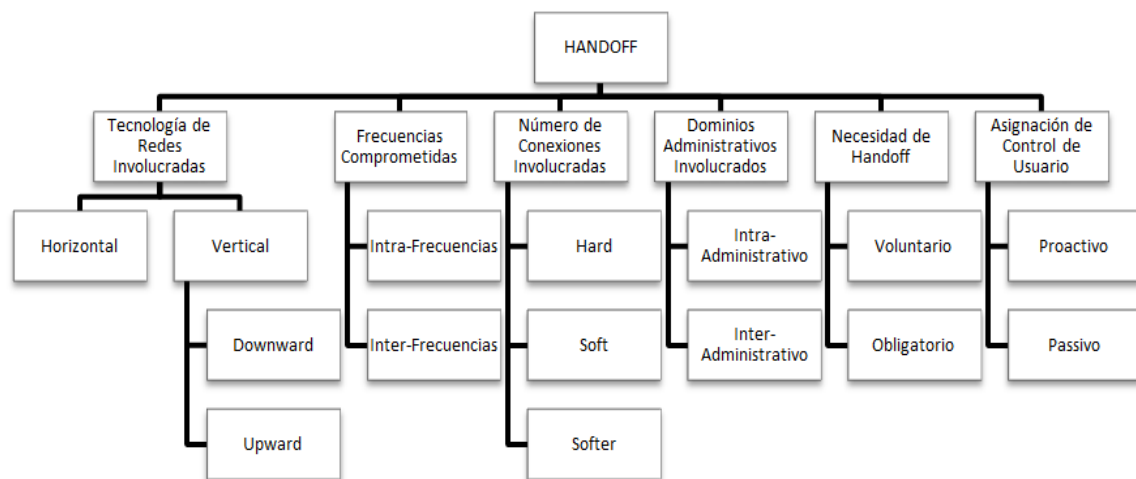 HANDOFF
Tecnología de
Redes
Involucradas
Frecuencias
Comprometidas
Número de
Conexiones
Involucradas
Dominios
Administrativos
Involucrados
Necesidad de
Handoff
Asignación de
Control de
Usuario
Horizontal
Vertical
Intra-Frecuencias
Hard
Intra-
Administrativo
Voluntario
Proactivo
Downward
Inter-Frecuencias
Soft
Inter-
Administrativo
Obligatorio
Passivo
Upward
Softer